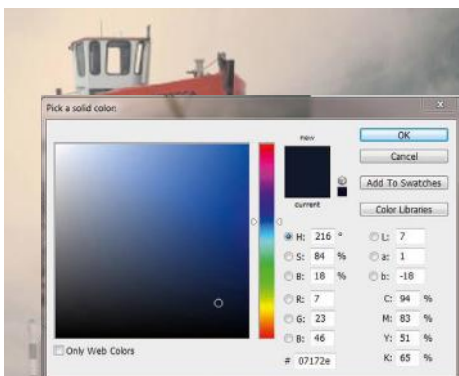 Pick a solid color:
x
new
current
OK
Cancel
Add To Swatches
Color Libraries
H: 216 °
S: 84 %
B: 18 %
R: 7
G: 23
B: 46
# 07172e
L: 7
a: 1
b: -18
C: 94 %
M: 83 %
Y: 51 %
K: 65 %
Only Web Colors